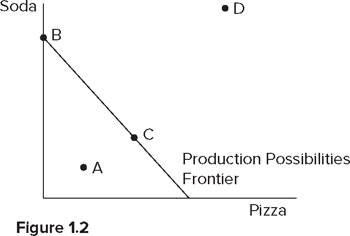 Soda
D
B
C
A
Production Possibilities
Frontier
Pizza
Figure 1.2